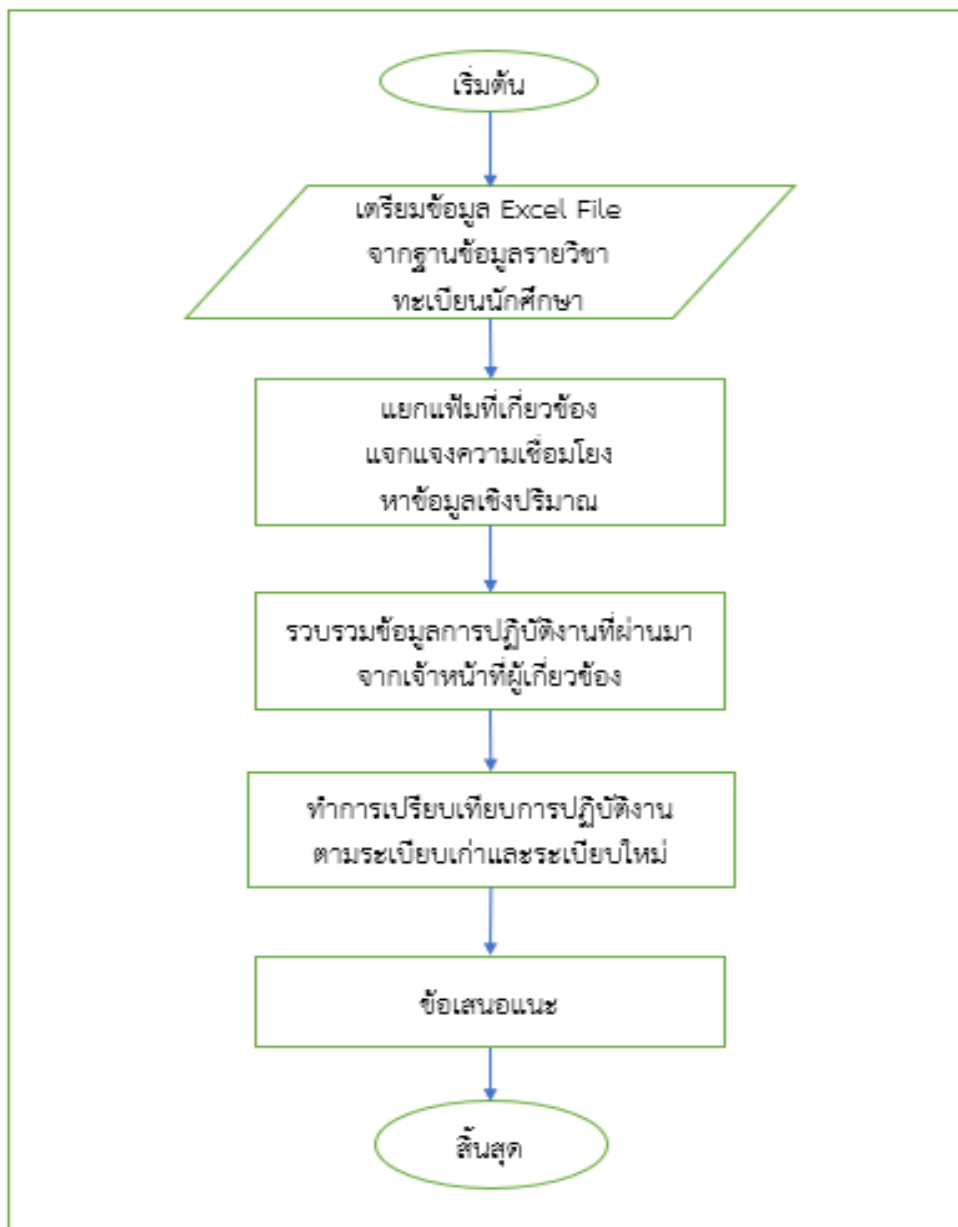 เริ่มต้น
เตรียมข้อมูล Excel File
จากฐานข้อมูลรายวิชา
ทะเบียนนักศึกษา
แยกแฟ้มที่เกี่ยวข้อง
แจกแจงความเชื่อมโยง
หาข้อมูลเชิงปริมาณ
รวบรวมข้อมูลการปฏิบัติงานที่ผ่านมา
จากเจ้าหน้าที่ผู้เกี่ยวข้อง
ทำการเปรียบเทียบการปฏิบัติงาน
ตามระเบียบเก่าและระเบียบใหม่
ข้อเสนอแนะ
สิ้นสุด